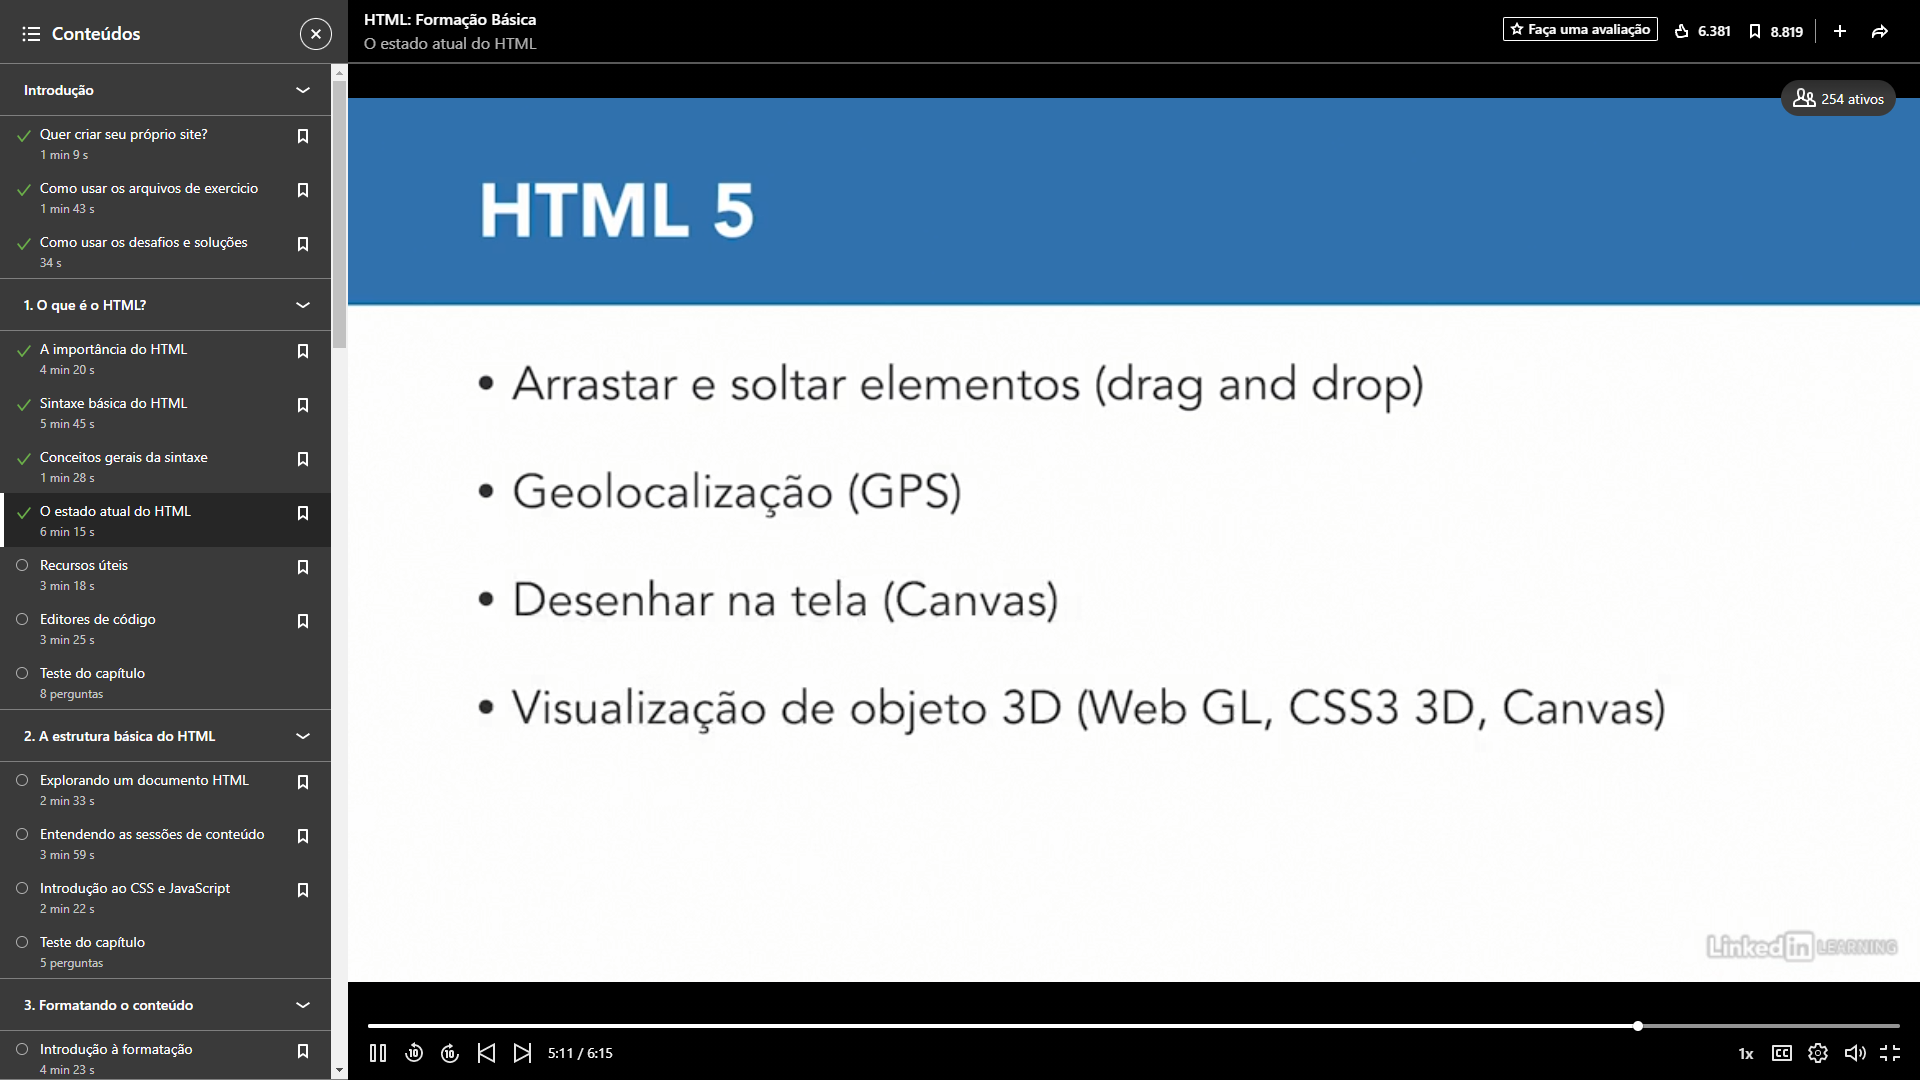 Conteúdos
Introdução
Quer criar seu próprio site?
1 min 9 s
Como usar os arquivos de exercicio
1 min 43 s
Como usar os desafios e soluções
34 s
1. O que é o HTML?
A importância do HTML
4 min 20 s
Sintaxe básica do HTML
5 min 45 s
Conceitos gerais da sintaxe
1 min 28 s
O estado atual do HTML
6 min 15 s
Recursos úteis
3 min 18 s
Editores de código
3 min 25 s
Teste do capítulo
8 perguntas
2. A estrutura básica do HTML
Explorando um documento HTML
2 min 33 s
Entendendo as sessões de conteúdo
3 min 59 s
Introdução ao CSS e JavaScript
2 min 22 s
Teste do capítulo
5 perguntas
3. Formatando o conteúdo
Introdução à formatação
4 min 23 s
HTML: Formação Básica
O estado atual do HTML
Faça uma avaliação
6.381
8.819
254 ativos
HTML 5
• Arrastar e soltar elementos (drag and drop)
• Geolocalização (GPS)
• Desenhar na tela (Canvas)
• Visualização de objeto 3D (Web GL, CSS3 3D, Canvas)
Linked in LEARNING
10
10
5:11 / 6:15
1x
CC